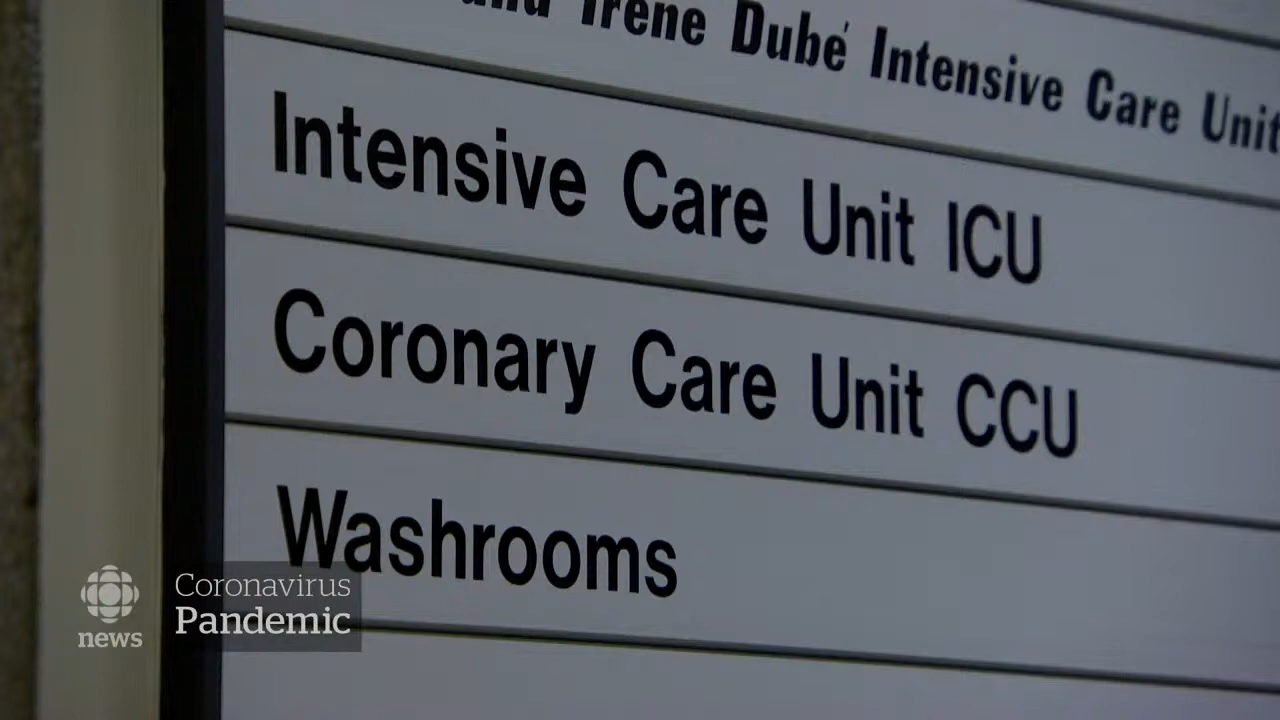 Irene Dubé Intensive Care Unit
Intensive Care Unit ICU
Coronary Care Unit CCU
Washrooms
Coronavirus
Pandemic
news